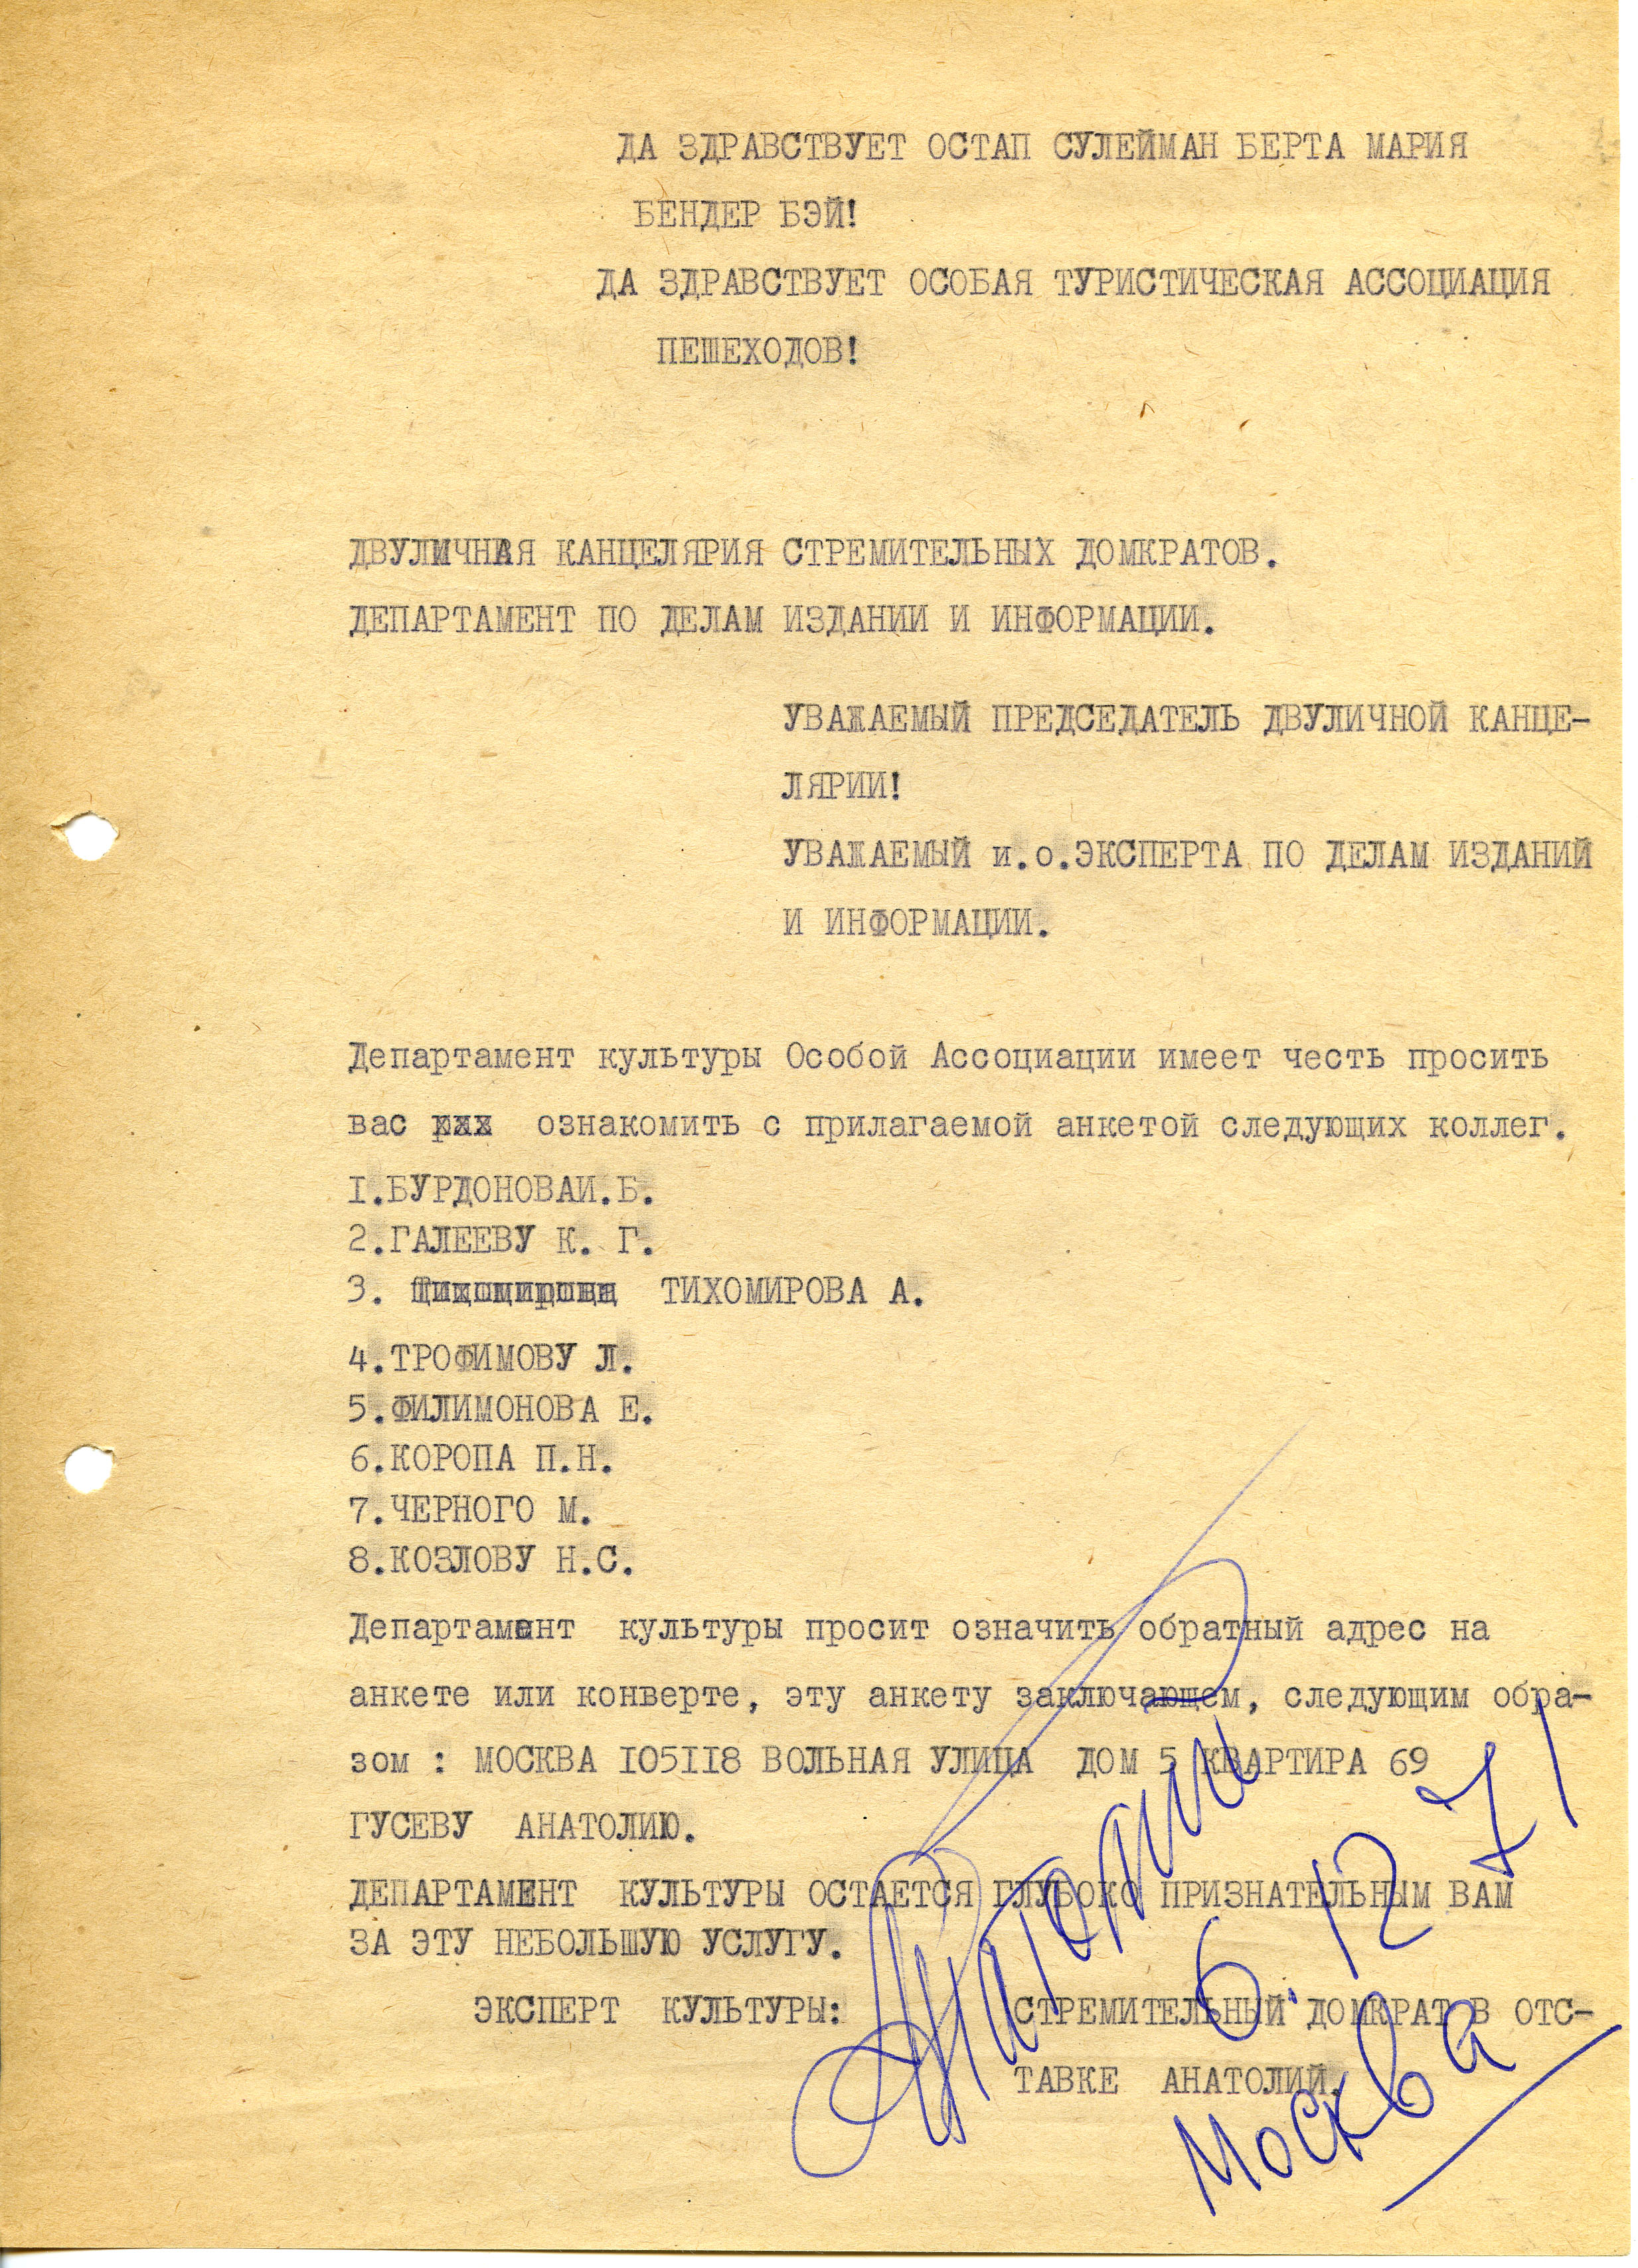 ДА ЗДРАВСТВУЕТ ОСТАП СУЛЕЙМАН БЕРТА МАРИЯ
БЕНДЕР БЭЙ!
ДА ЗДРАВСТВУЕТ ОСОБАЯ ТУРИСТИЧЕСКАЯ АССОЦИАЦИЯ
ПЕШЕХОДОВ!
ДВУЛИЧНАЯ КАНЦЕЛЯРИЯ СТРЕМИТЕЛЬНЫХ ДОМКРАТОВ.
ДЕПАРТАМЕНТ ПО ДЕЛАМ ИЗДАНИИ И ИНФОРМАЦИИ.
УВАЖАЕМЫЙ ПРЕДСЕДАТЕЛЬ ДВУЛИЧНОЙ КАНЦЕ-
ЛЯРИИ!
УВАЖАЕМЫЙ и.о.ЭКСПЕРТА ПО ДЕЛАМ ИЗДАНИЙ
И ИНФОРМАЦИИ.
Департамент культуры Особой Ассоциации имеет честь просить
вас ознакомить с прилагаемой анкетой следующих коллег.
I.БУРДОНОВАИ.Б.
2.ГАЛЕЕВУ К. Г.
3. ТИХОМИРОВА А.
4.ТРОФИМОВУ Л.
5.ФИЛИМОНОВА Е.
6.КОРОПА П.Н.
7.ЧЕРНОГО М.
8.КОЗЛОВУ Н.С.
Департамент культуры просит означить обратный адрес на
анкете или конверте, эту анкету заключающем, следующим обра-
зом : МОСКВА I05II8 ВОЛЬНАЯ УЛИЦА ДОМ 5 КВАРТИРА 69
ГУСЕВУ АНАТОЛИЮ.
ДЕПАРТАМЕНТ КУЛЬТУРЫ ОСТАЕТСЯ ГЛУБОКО ПРИЗНАТЕЛЬНЫМ ВАМ
ЗА ЭТУ НЕБОЛЬШУЮ УСЛУГУ.
ЭКСПЕРТ КУЛЬТУРЫ: СТРЕМИТЕЛЬНЫЙ ДОМКРАТ В ОТС-
ТАВКЕ АНАТОЛИЙ.
Анатолий
6.12.71
Москва